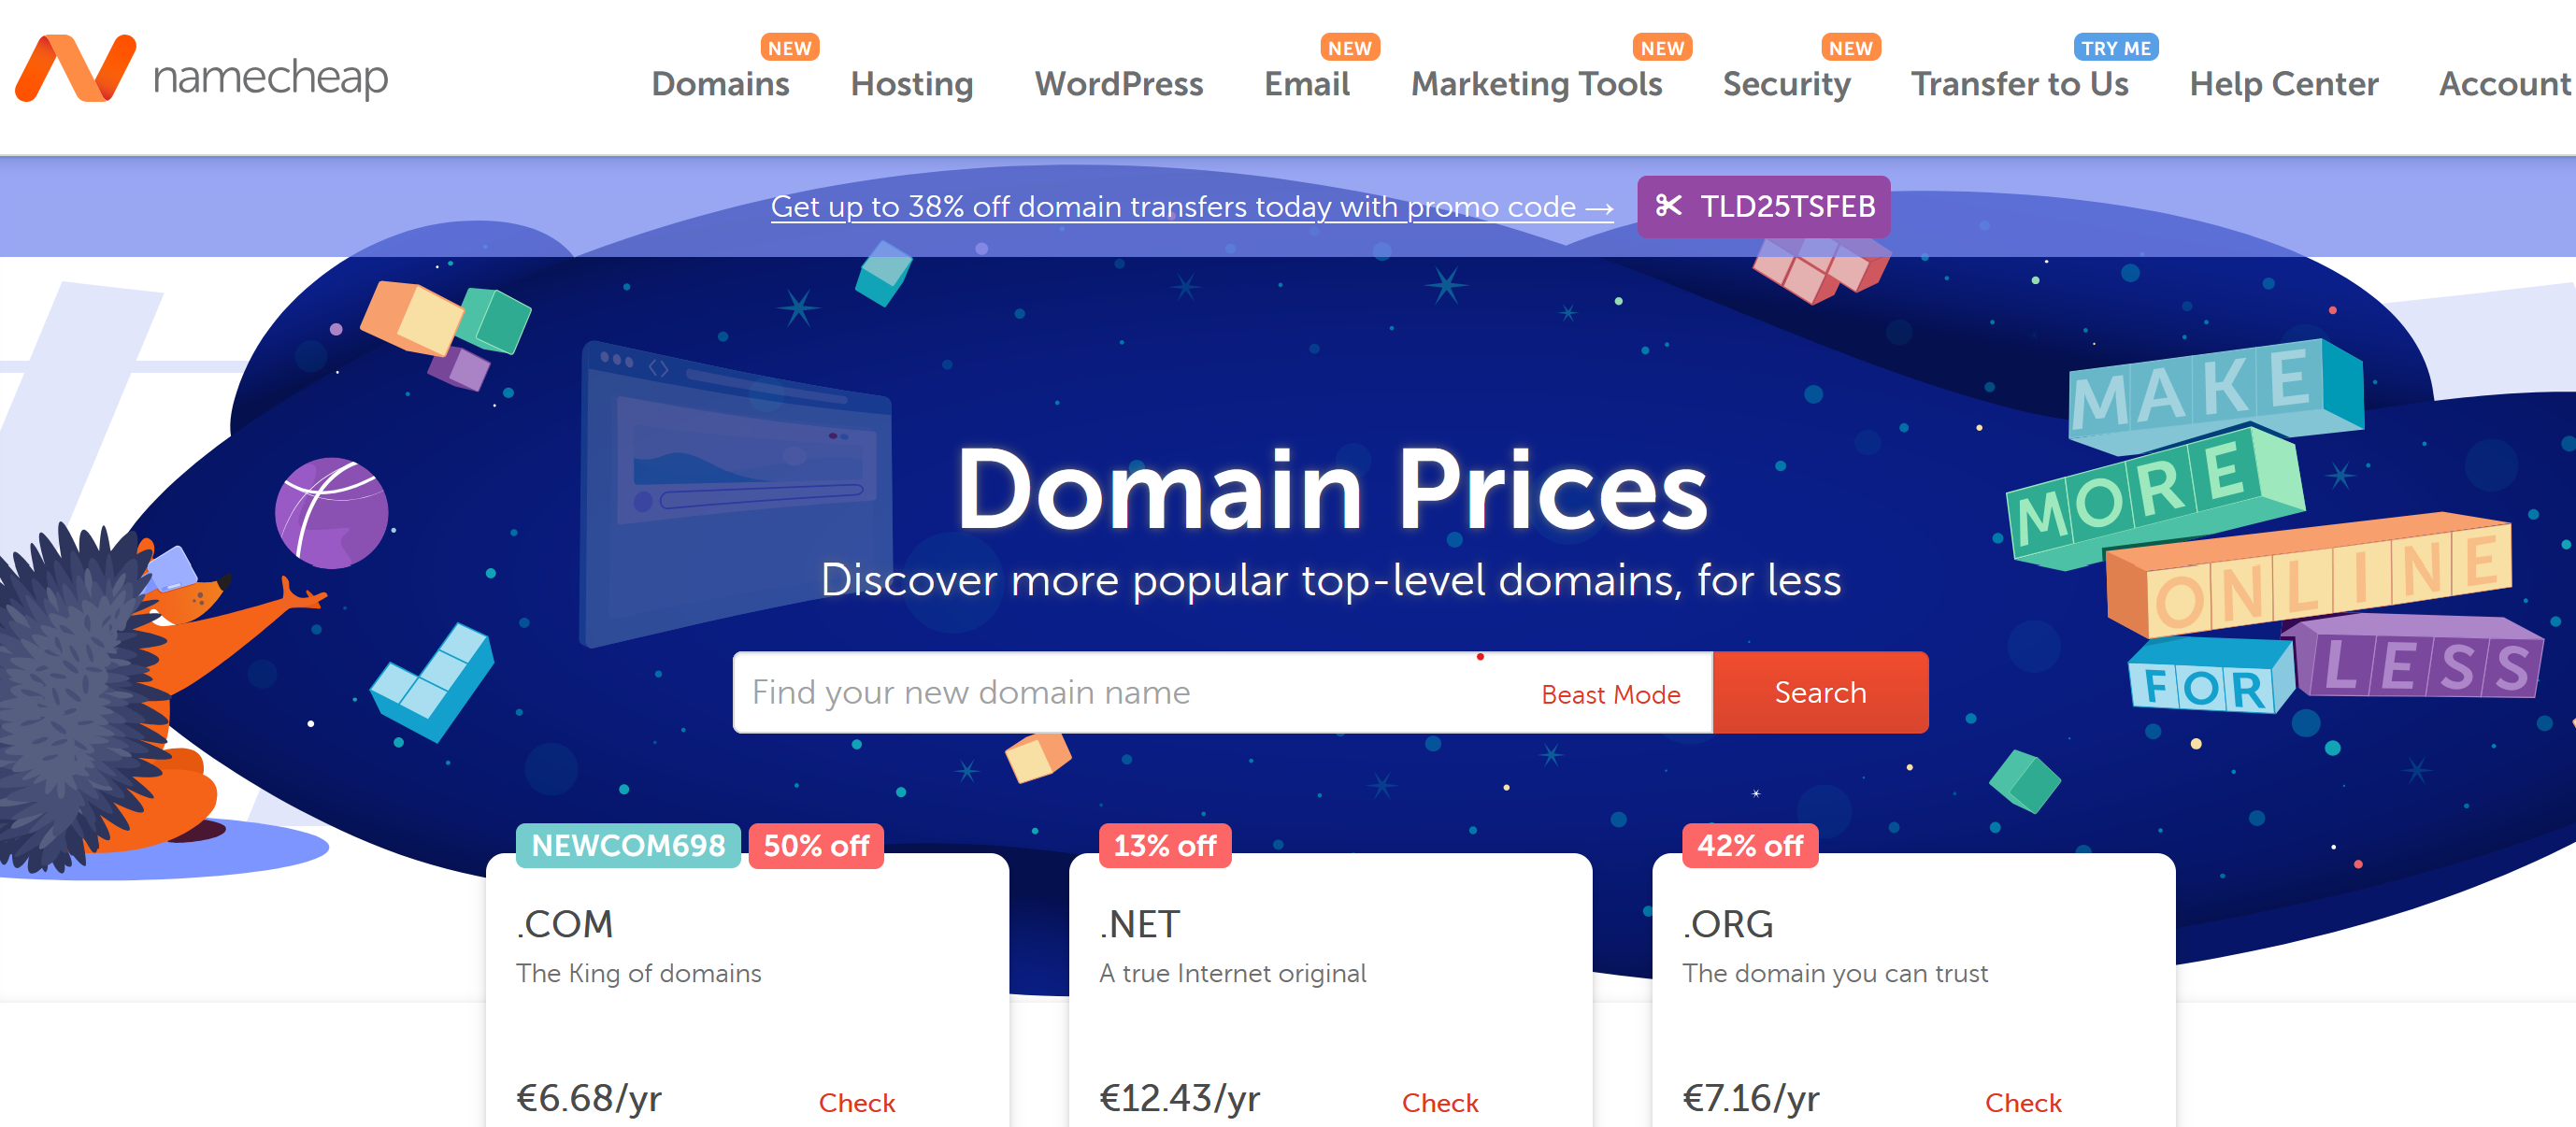 namecheap
NEW
NEW
NEW
NEW
TRY ME
Domains Hosting WordPress Email Marketing Tools Security Transfer to Us Help Center Account
Get up to 38% off domain transfers today with promo code → TLD25TSFEB
MAKE
MORE
ONLINE
FOR LESS
Domain Prices
Discover more popular top-level domains, for less
Find your new domain name Beast Mode Search
NEWCOM698 50% off
.COM
The King of domains
€6.68/yr Check
13% off
.NET
A true Internet original
€12.43/yr Check
42% off
.ORG
The domain you can trust
€7.16/yr Check